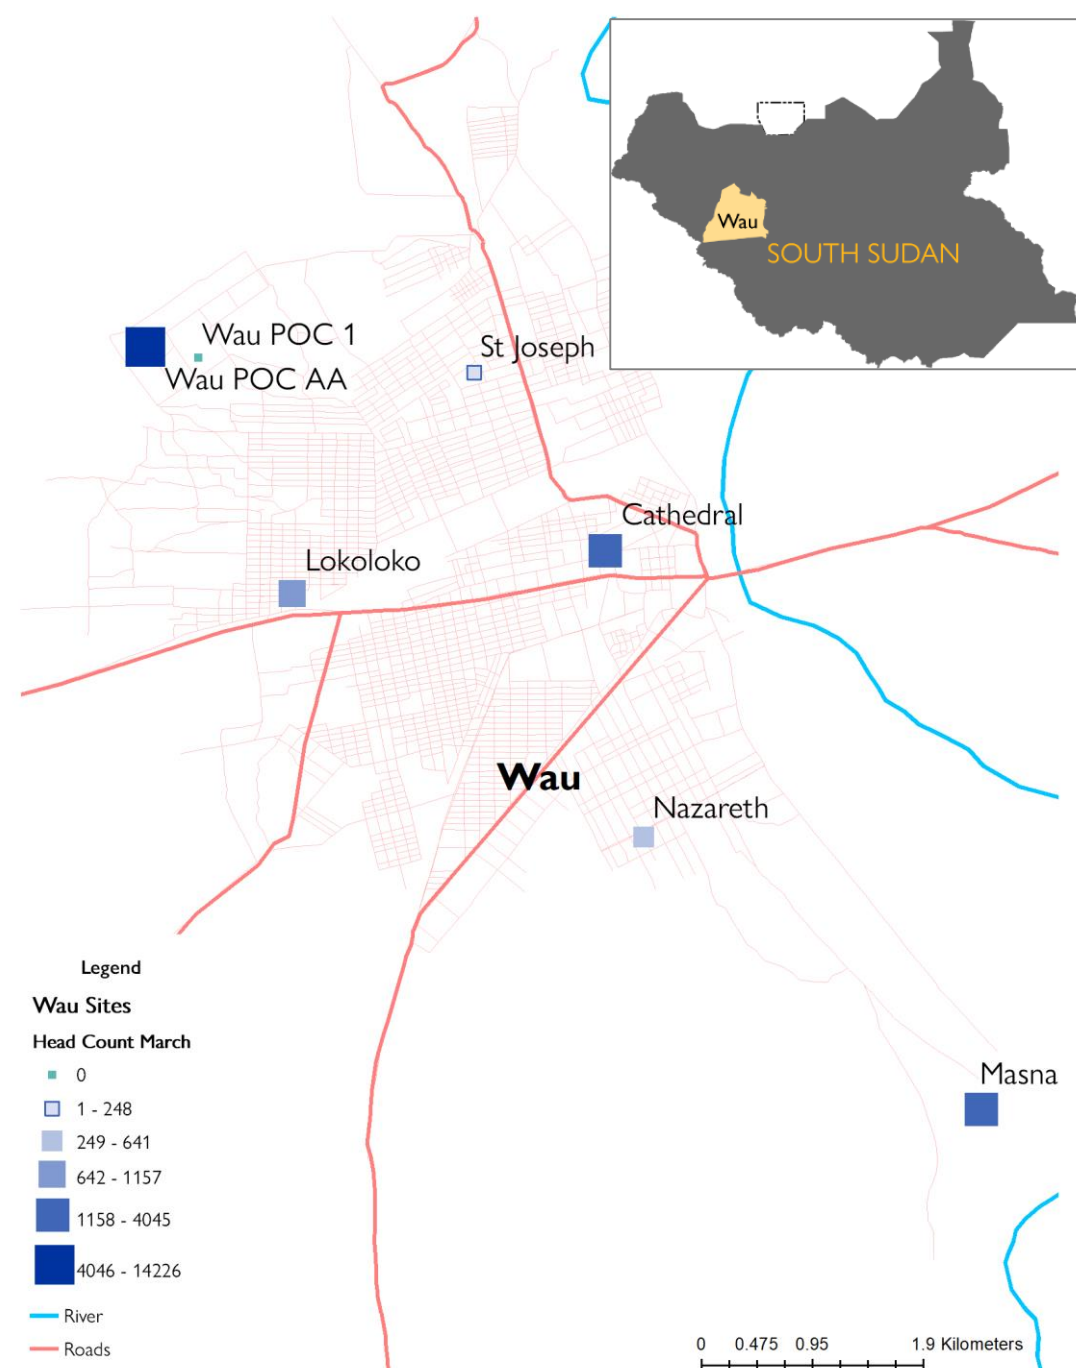 Wau
SOUTH SUDAN
Wau POC 1
St Joseph
Wau POC AA
Cathedral
Lokoloko
Wau
Nazareth
Masna
Legend
Wau Sites
Head Count March
0
1 - 248
249 - 641
642 - 1157
1158 - 4045
4046 - 14226
River
Roads
0 0.475 0.95 1.9 Kilometers